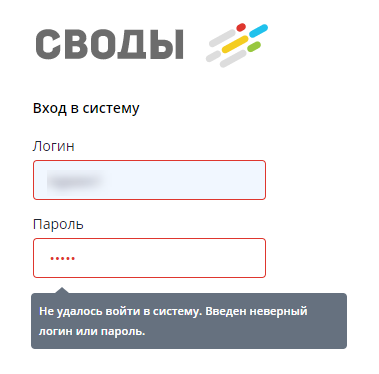 СВОДЫ
Вход в систему
Логин
Пароль
•••••
Не удалось войти в систему. Введен неверный
логин или пароль.